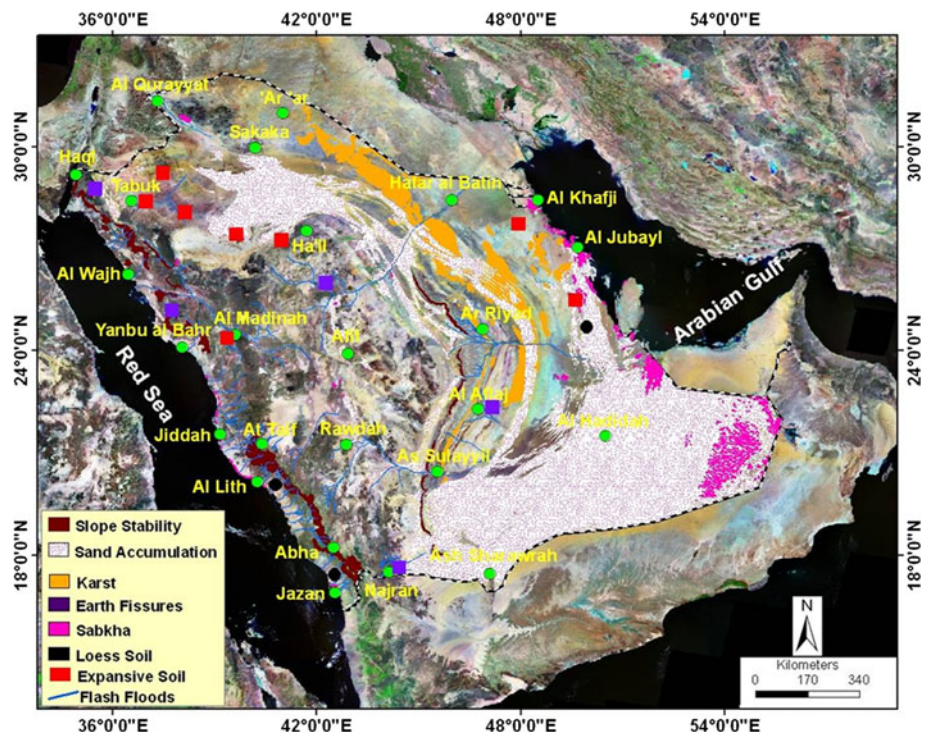 36°0'0"E 42°0'0"E 48°0'0"E 54°0'0"E
Al Qurayyat
'Ar'ar
Sakaka
30°0'0"N
30°0'0"N
Haql
Tabuk
Hafar al Batin
Al Khafji
Ha'il
Al Jubayl
Al Wajh
Arabian Gulf
Al Madinah
Ar Riyad
Yanbu al Bahr
Afif
24°0'0"N
24°0'0"N
Red Sea
Al Aflaj
Jiddah
At Taif
Rawdah
Al Hadidah
As Sulayyil
Al Lith
Slope Stability
Sand Accumulation
Karst
Earth Fissures
Sabkha
Loess Soil
Expansive Soil
Flash Floods
Abha
Ash Sharawrah
18°0'0"N
18°0'0"N
Jazan
Najran
N
Kilometers
0 170 340
36°0'0"E 42°0'0"E 48°0'0"E 54°0'0"E